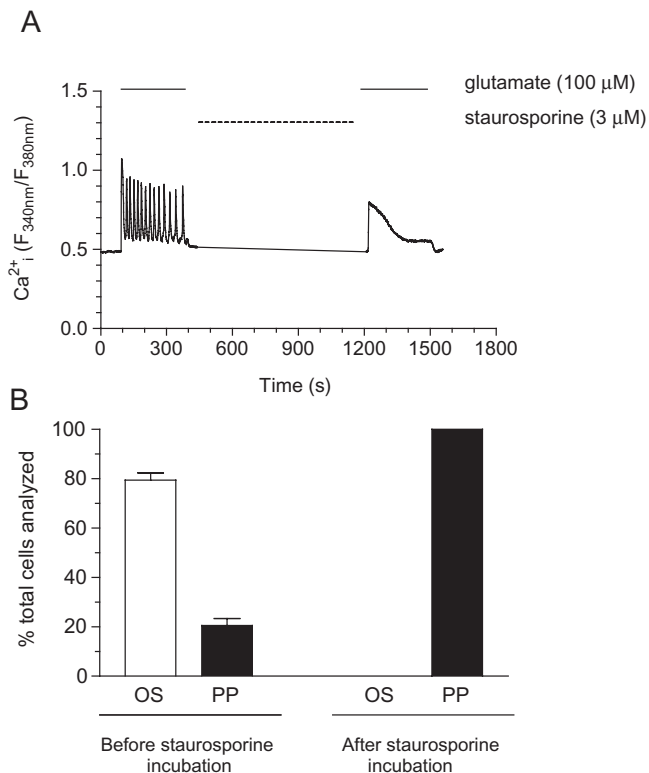 A
glutamate (100 μM)
staurosporine (3 μM)
Ca2+i (F340nm/F380nm)
1.5
1.0
0.5
0.0
0 300 600 900 1200 1500 1800
Time (s)
B
% total cells analyzed
100
80
60
40
20
0
OS PP OS PP
Before staurosporine
incubation
After staurosporine
incubation